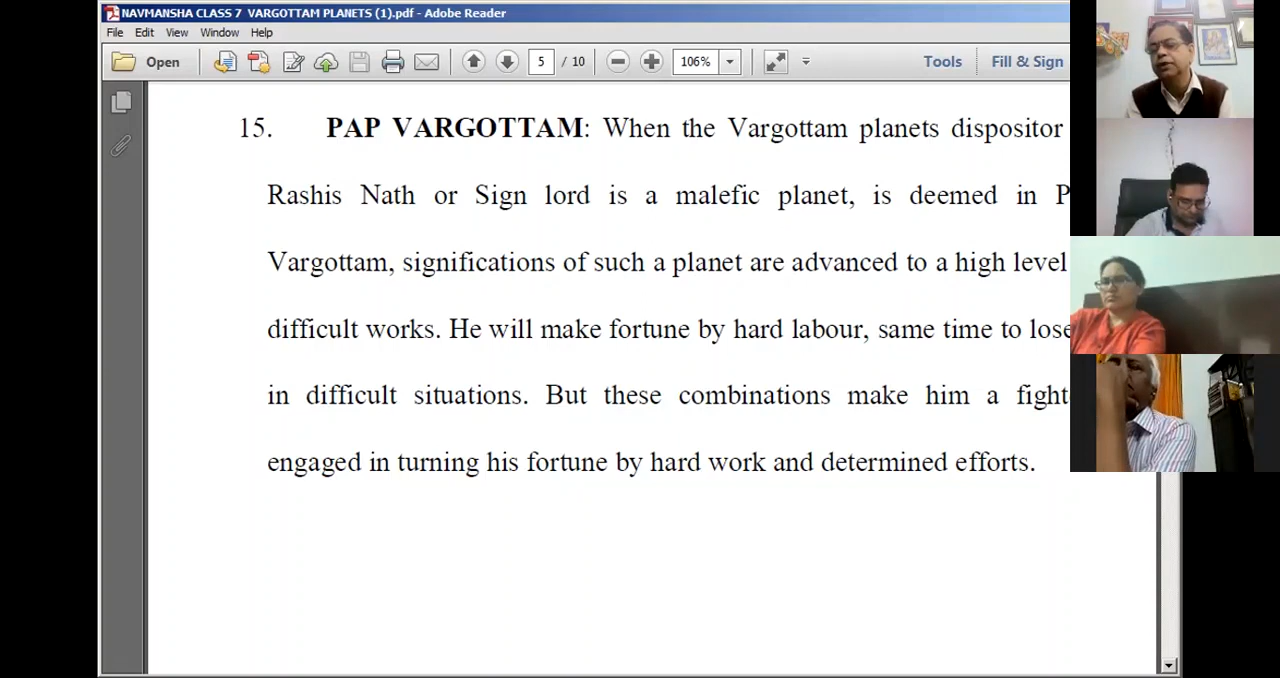 NAVMANSHA CLASS 7 VARGOTTAM PLANETS (1).pdf - Adobe Reader
File Edit View Window Help
Open 5 / 10 106% Tools Fill & Sign
15. PAP VARGOTTAM: When the Vargottam planets dispositor
Rashis Nath or Sign lord is a malefic planet, is deemed in
Vargottam, significations of such a planet are advanced to a high level
difficult works. He will make fortune by hard labour, same time to lose
in difficult situations. But these combinations make him a
engaged in turning his fortune by hard work and determined efforts.